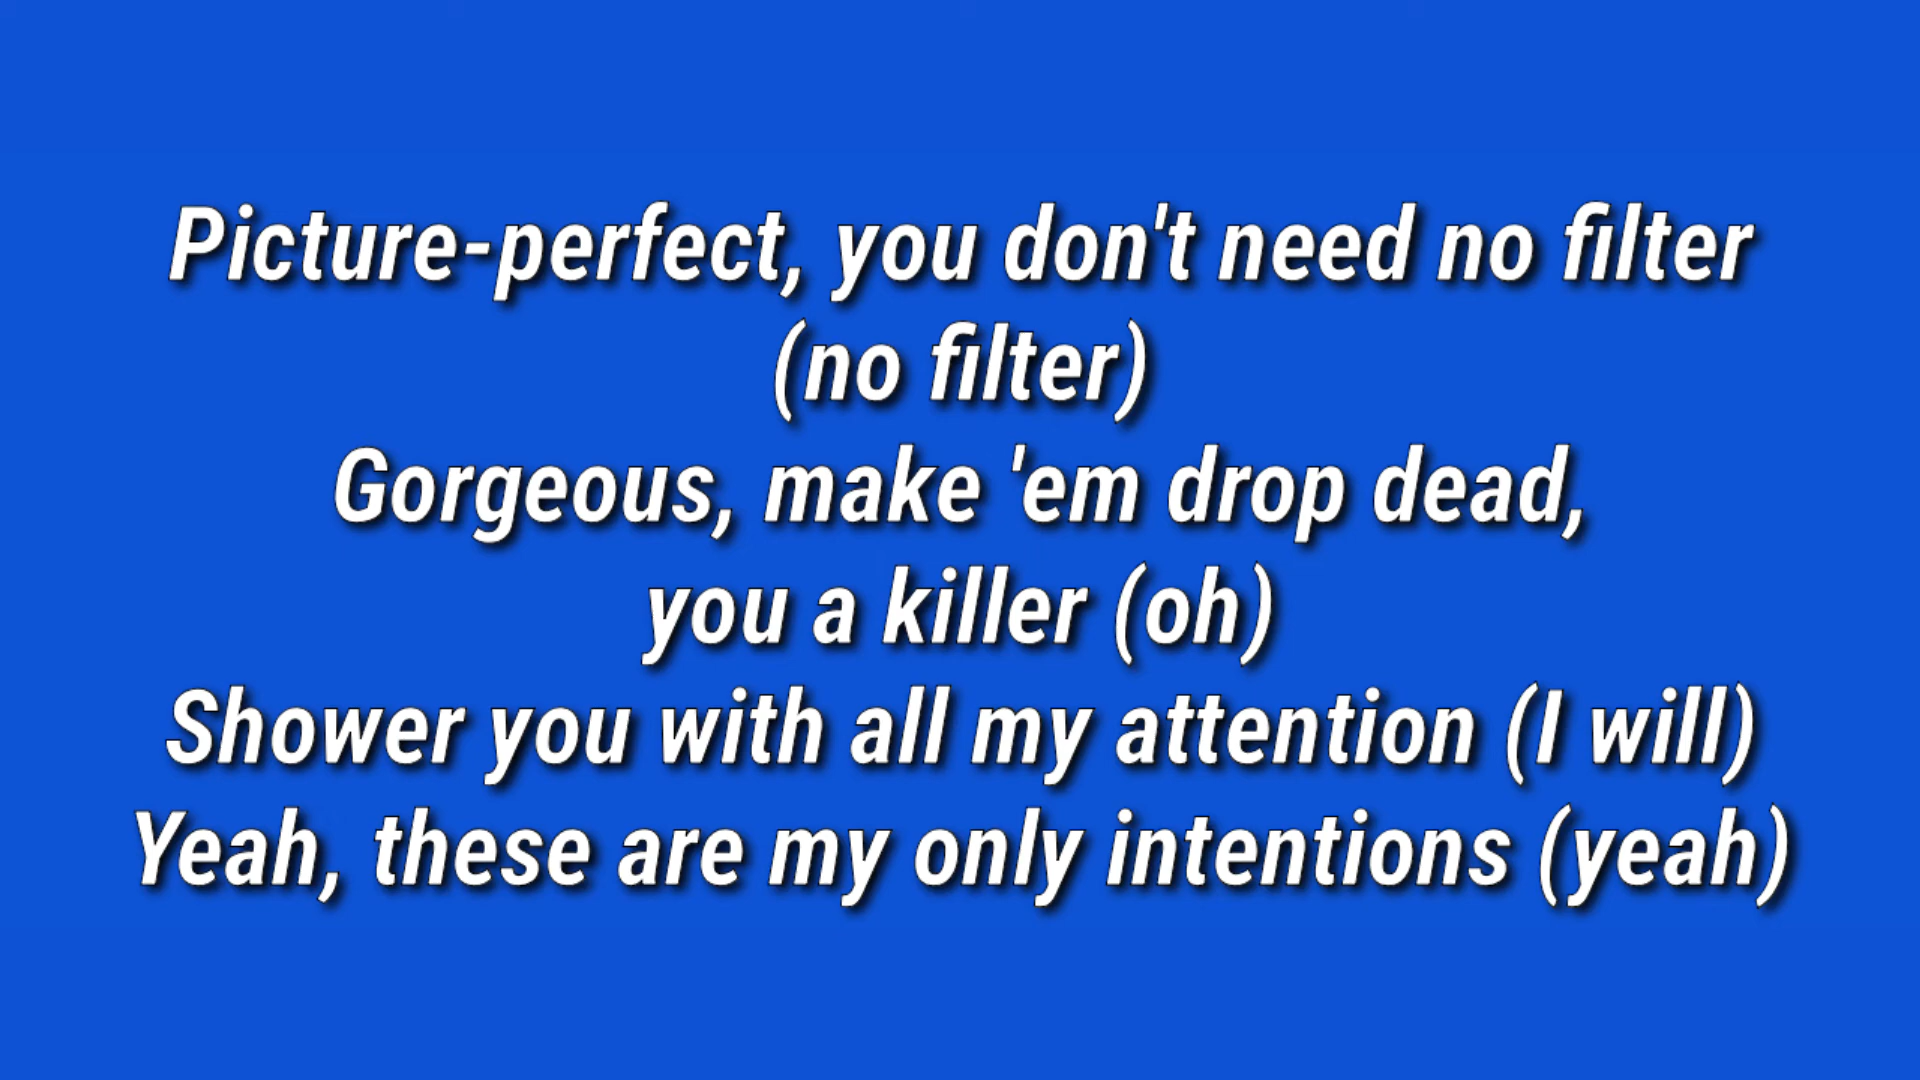 Picture-perfect, you don't need no filter
(no filter)
Gorgeous, make 'em drop dead,
you a killer (oh)
Shower you with all my attention (I will)
Yeah, these are my only intentions (yeah)